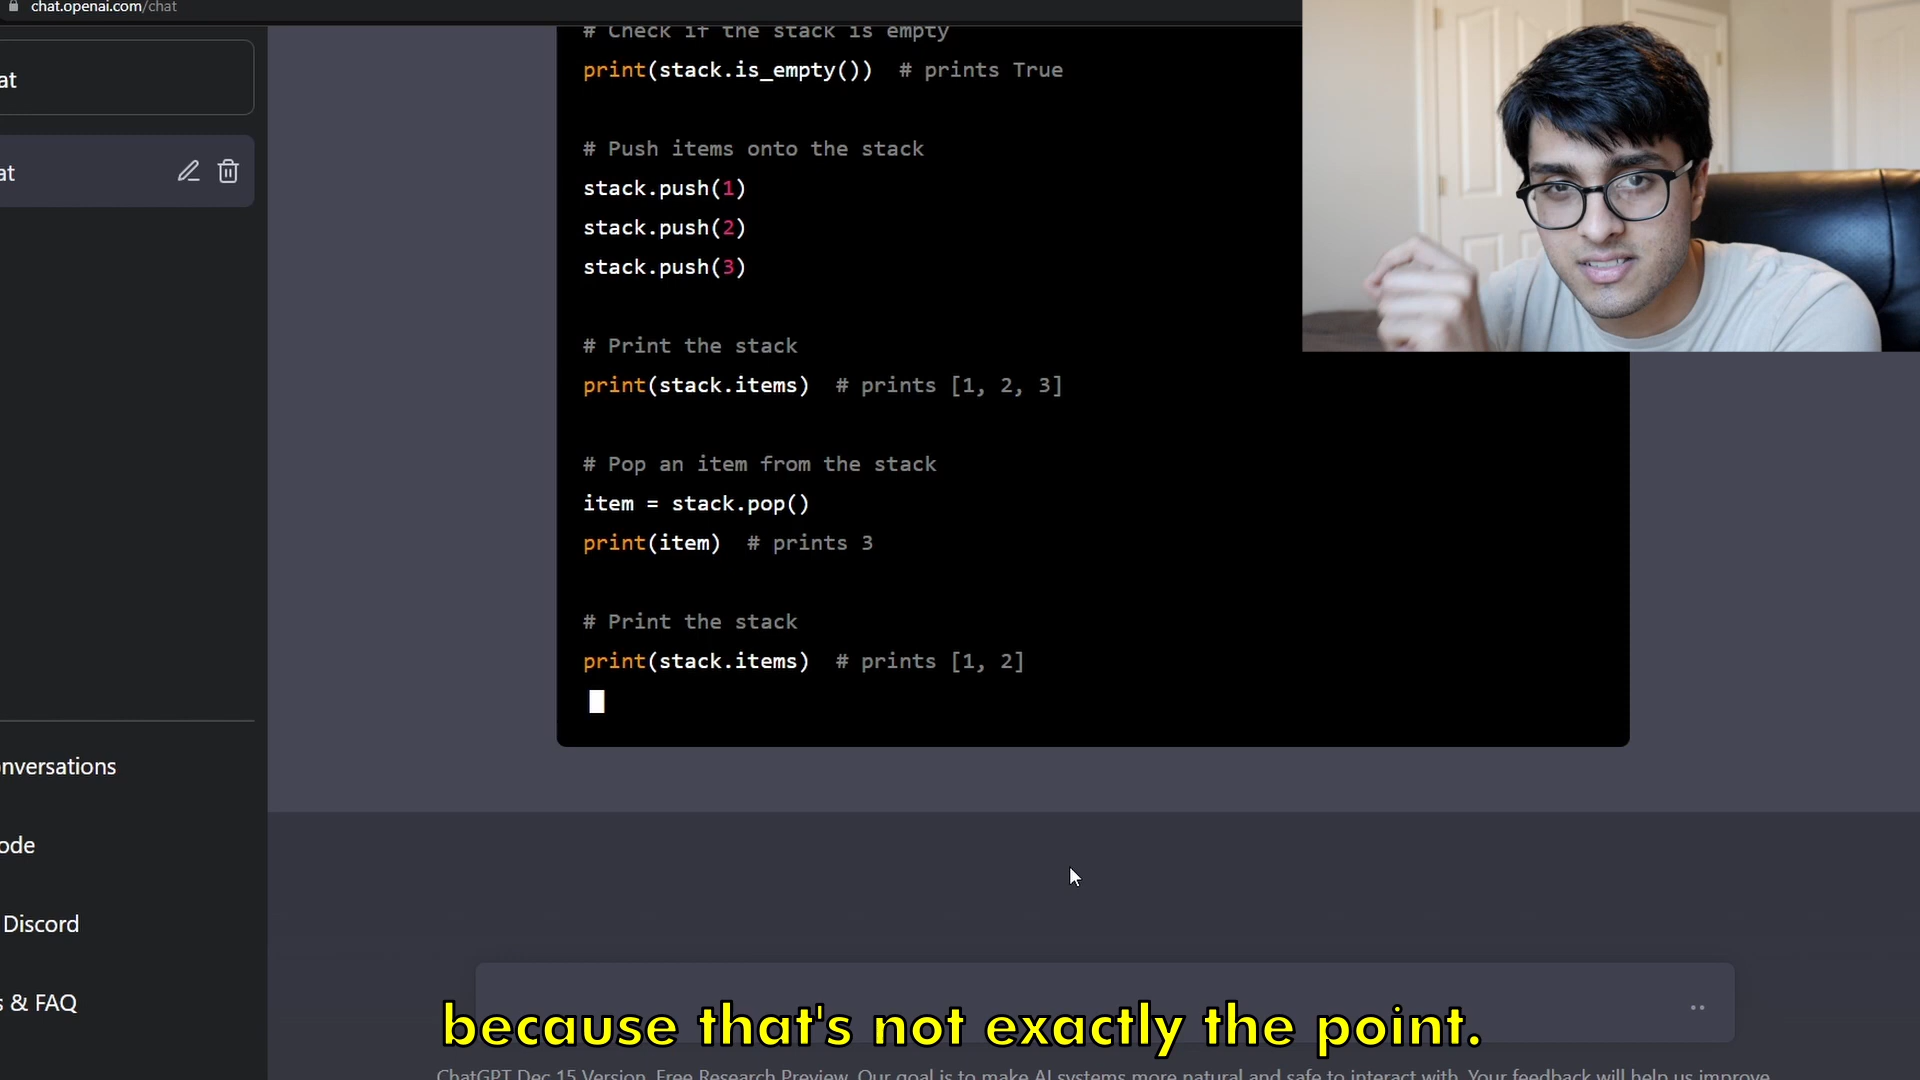 chat.openai.com/chat
at
at
# Check if the stack is empty
print(stack.is_empty())  # prints True
# Push items onto the stack
stack.push(1)
stack.push(2)
stack.push(3)
# Print the stack
print(stack.items)  # prints [1, 2, 3]
# Pop an item from the stack
item = stack.pop()
print(item)  # prints 3
# Print the stack
print(stack.items)  # prints [1, 2]
nversations
ode
Discord
s & FAQ
because that's not exactly the point.
ChatGPT Dec 15 Version. Free Research Preview. Our goal is to make AI systems more natural and safe to interact with. Your feedback will help us improve